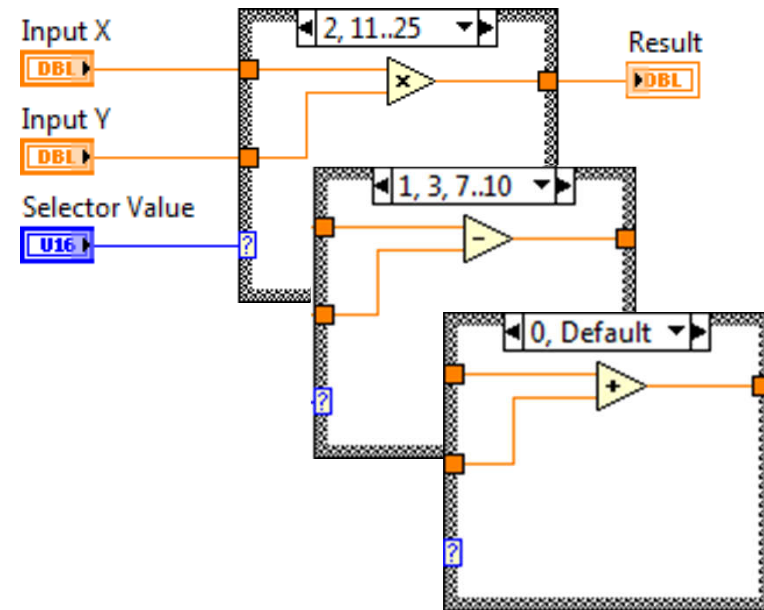 Input X
DBL
2, 11..25
×
Result
DBL
Input Y
DBL
1, 3, 7..10
-
Selector Value
U16
?
0, Default
+
?
?